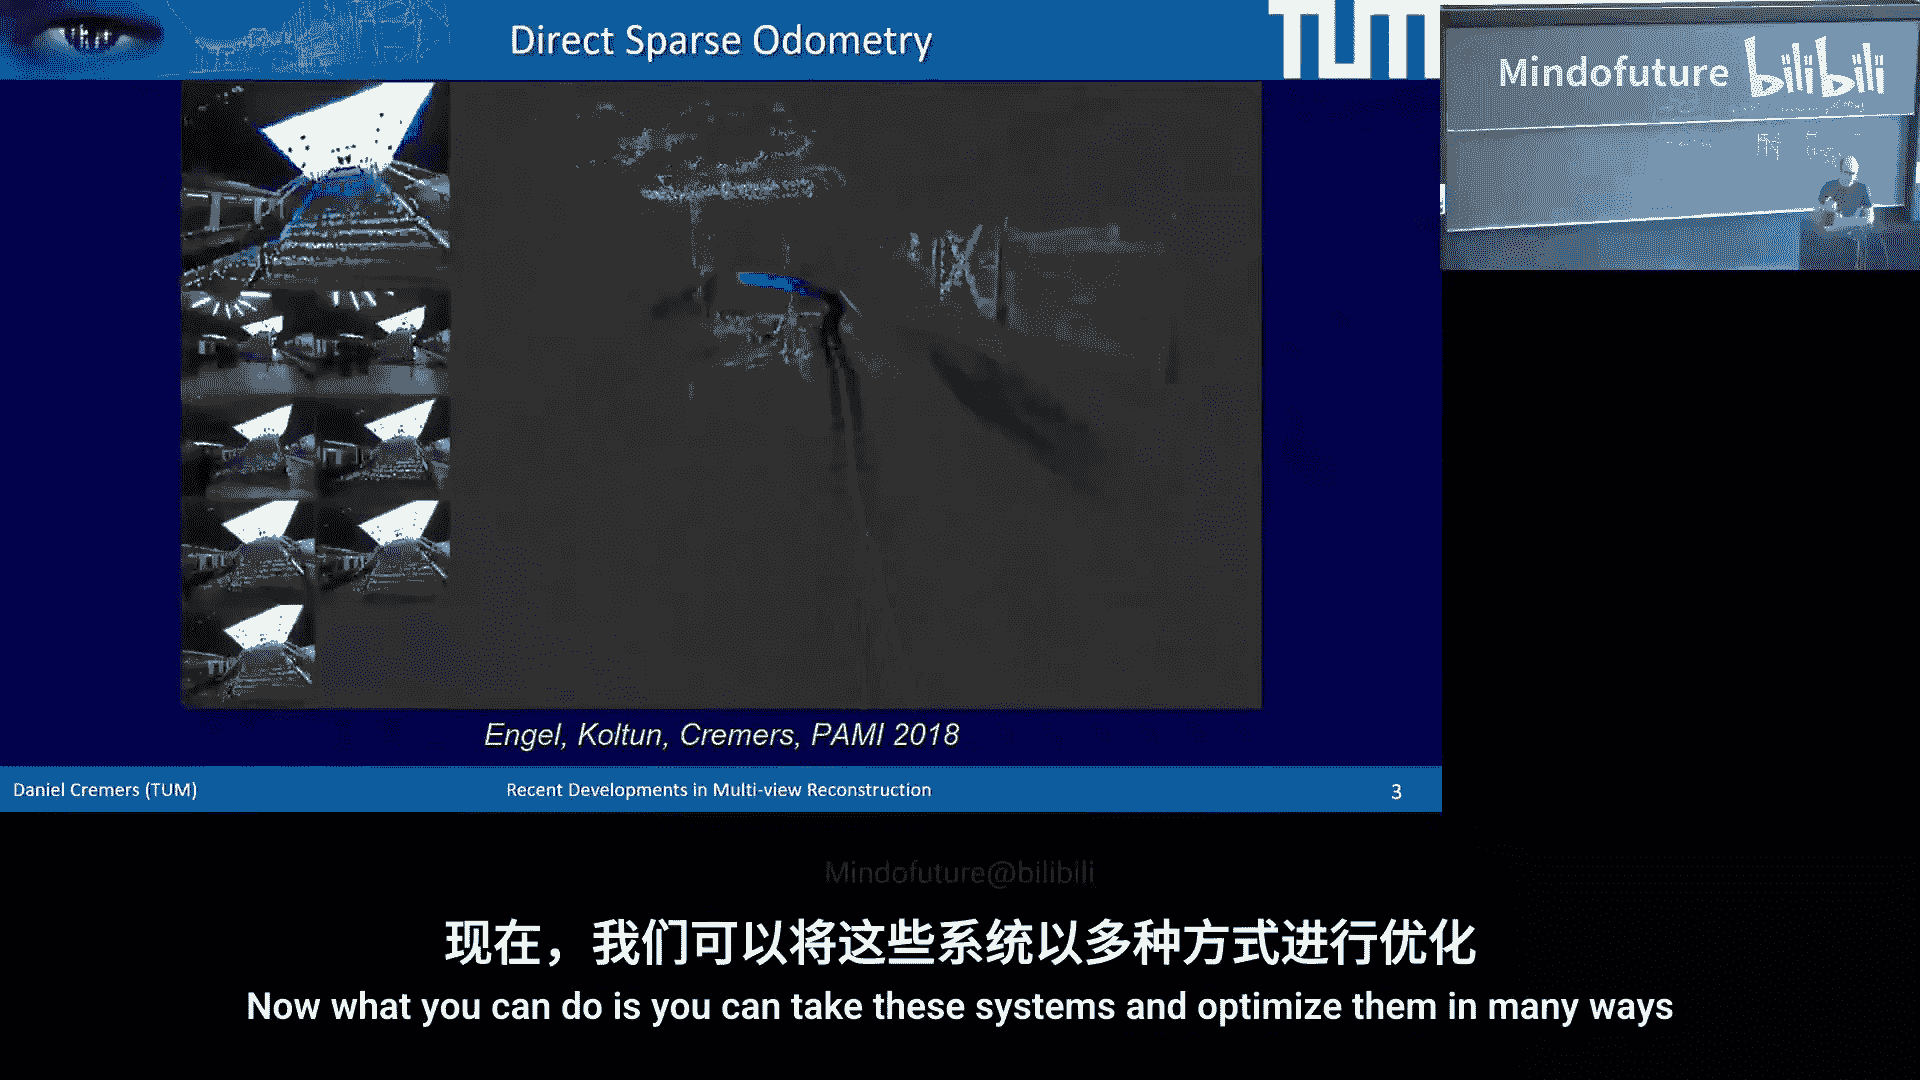 Direct Sparse Odometry
TUM
Mindofuture bilibili
Engel, Koltun, Cremers, PAMI 2018
Daniel Cremers (TUM)
Recent Developments in Multi-view Reconstruction
3
Mindofuture@bilibili
现在，我们可以将这些系统以多种方式进行优化
Now what you can do is you can take these systems and optimize them in many ways